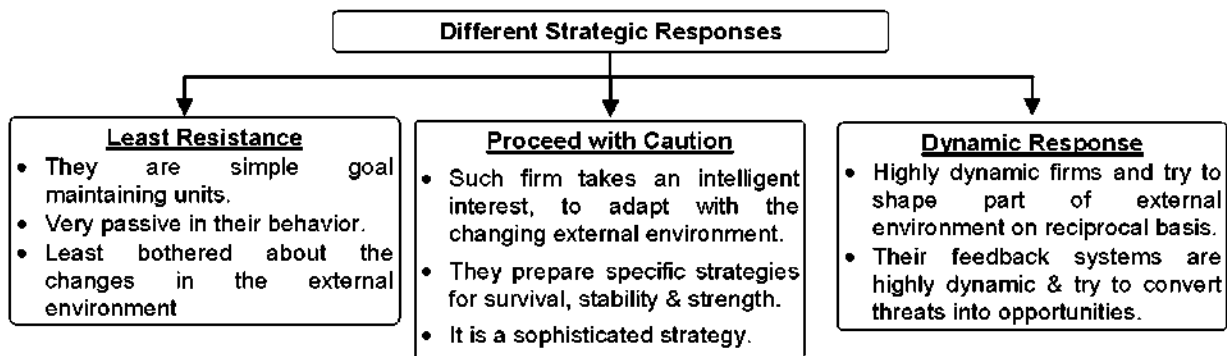 Different Strategic Responses
Least Resistance
• They are simple goal
maintaining units.
• Very passive in their behavior.
• Least bothered about the
changes in the external
environment
Proceed with Caution
• Such firm takes an intelligent
interest, to adapt with the
changing external environment.
• They prepare specific strategies
for survival, stability & strength.
• It is a sophisticated strategy.
Dynamic Response
• Highly dynamic firms and try to
shape part of external
environment on reciprocal basis.
• Their feedback systems are
highly dynamic & try to convert
threats into opportunities.